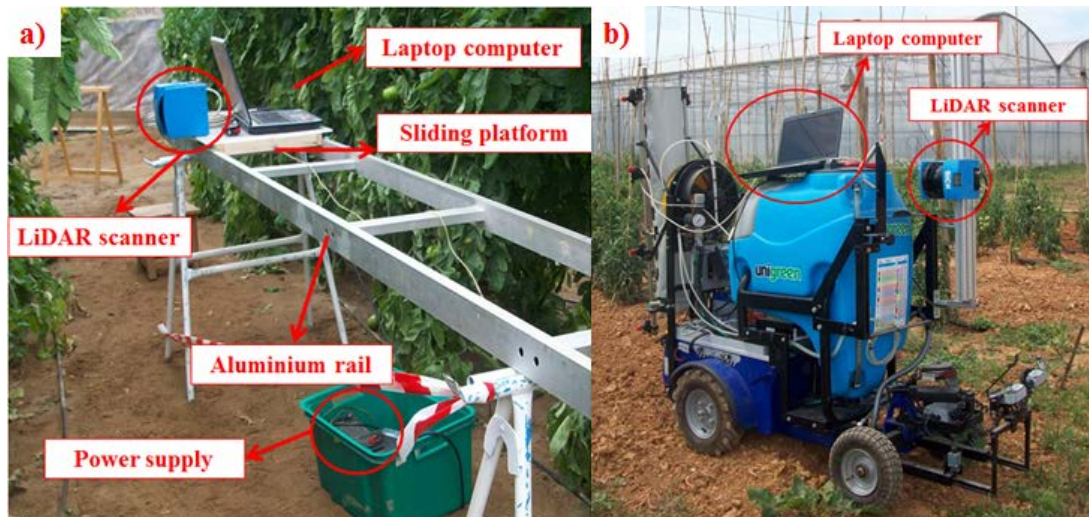 a)
Laptop computer
Sliding platform
LiDAR scanner
Aluminium rail
Power supply
b)
Laptop computer
LiDAR scanner
unigreen